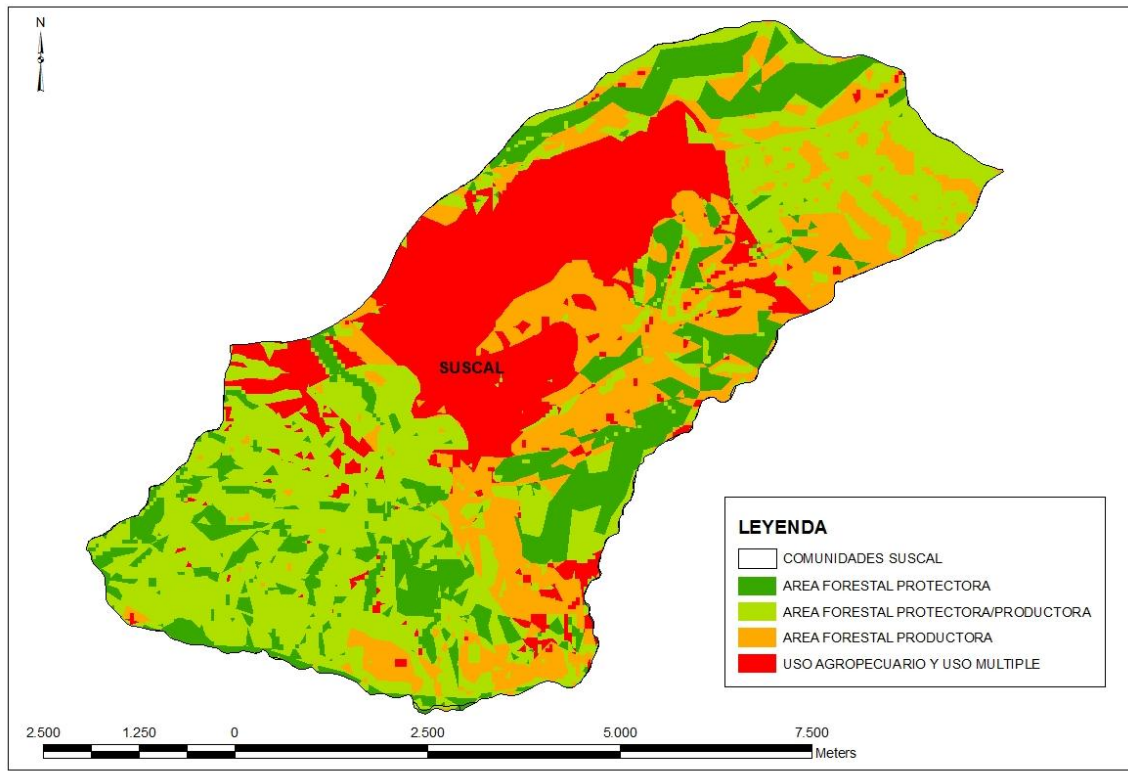 N
SUSCAL
LEYENDA
COMUNIDADES SUSCAL
AREA FORESTAL PROTECTORA
AREA FORESTAL PROTECTORA/PRODUCTORA
AREA FORESTAL PRODUCTORA
USO AGROPECUARIO Y USO MULTIPLE
2.500 1.250 0 2.500 5.000 7.500
Meters